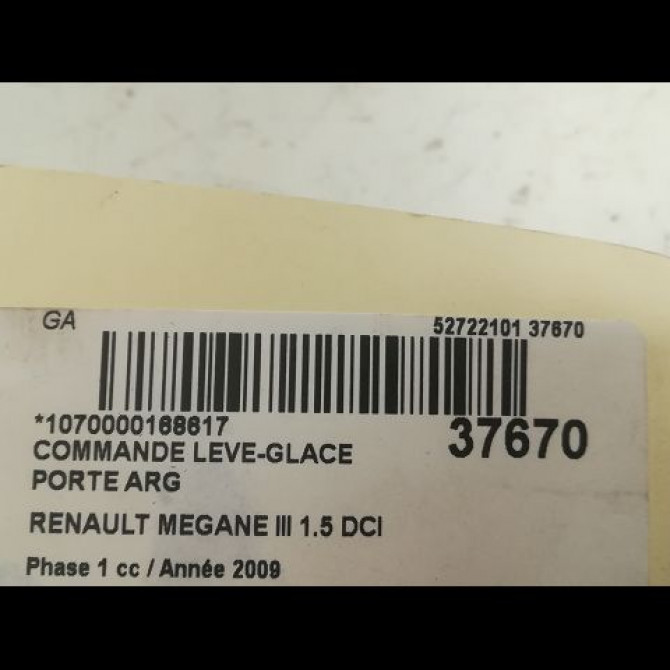 GA 52722101 37670
*1070000168617 37670
COMMANDE LEVE-GLACE
PORTE ARG
RENAULT MEGANE III 1.5 DCI
Phase 1 cc / Année 2009